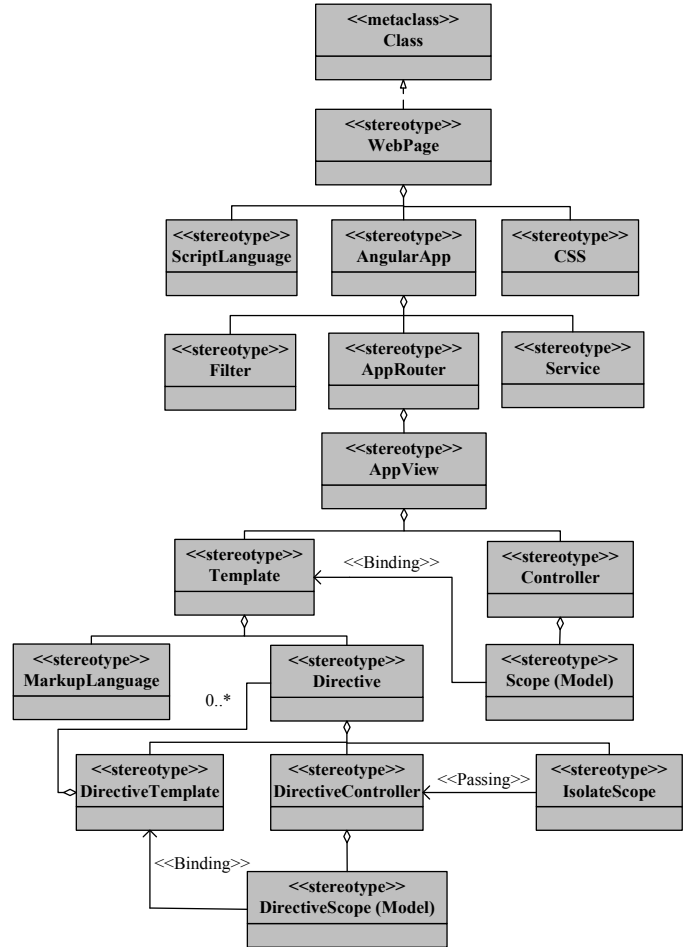 <<metaclass>>
Class
<<stereotype>>
WebPage
<<stereotype>>
ScriptLanguage
<<stereotype>>
AngularApp
<<stereotype>>
CSS
<<stereotype>>
Filter
<<stereotype>>
AppRouter
<<stereotype>>
Service
<<stereotype>>
AppView
<<stereotype>>
Template
<<Binding>>
<<stereotype>>
Controller
<<stereotype>>
MarkupLanguage
<<stereotype>>
Directive
<<stereotype>>
Scope (Model)
0..*
<<stereotype>>
DirectiveTemplate
<<stereotype>>
DirectiveController
<<Passing>>
<<stereotype>>
IsolateScope
<<Binding>>
<<stereotype>>
DirectiveScope (Model)